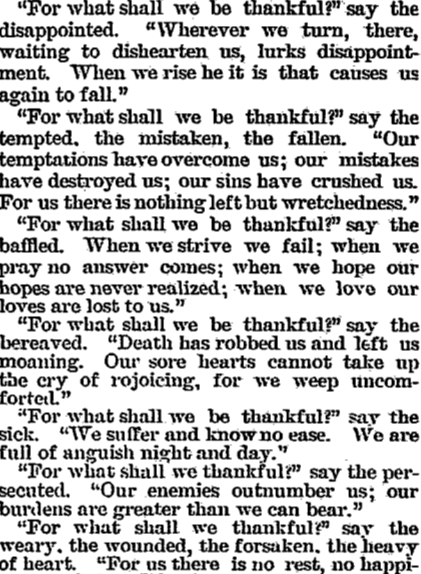 "For what shall we be thankful?" say the
disappointed. "Wherever we turn, there,
waiting to dishearten us, lurks disappoint-
ment. When we rise he it is that causes us
again to fall."
"For what shall we be thankful?" say the
tempted, the mistaken, the fallen. "Our
temptations have overcome us; our mistakes
have destroyed us; our sins have crushed us.
For us there is nothing left but wretchedness."
"For what shall we be thankful?" say the
baffled. When we strive we fail; when we
pray no answer comes; when we hope our
hopes are never realized; when we love our
loves are lost to us."
"For what shall we be thankful?" say the
bereaved. "Death has robbed us and left us
moaning. Our sore hearts cannot take up
the cry of rojoicing, for we weep uncom-
forted."
"For what shall we be thankful?" say the
sick. "We suffer and know no ease. We are
full of anguish night and day."
"For what shall we thankful?" say the per-
secuted. "Our enemies outnumber us; our
burdens are greater than we can bear."
"For what shall we be thankful?" say the
weary, the wounded, the forsaken, the heavy
of heart. "For us there is no rest, no happi-